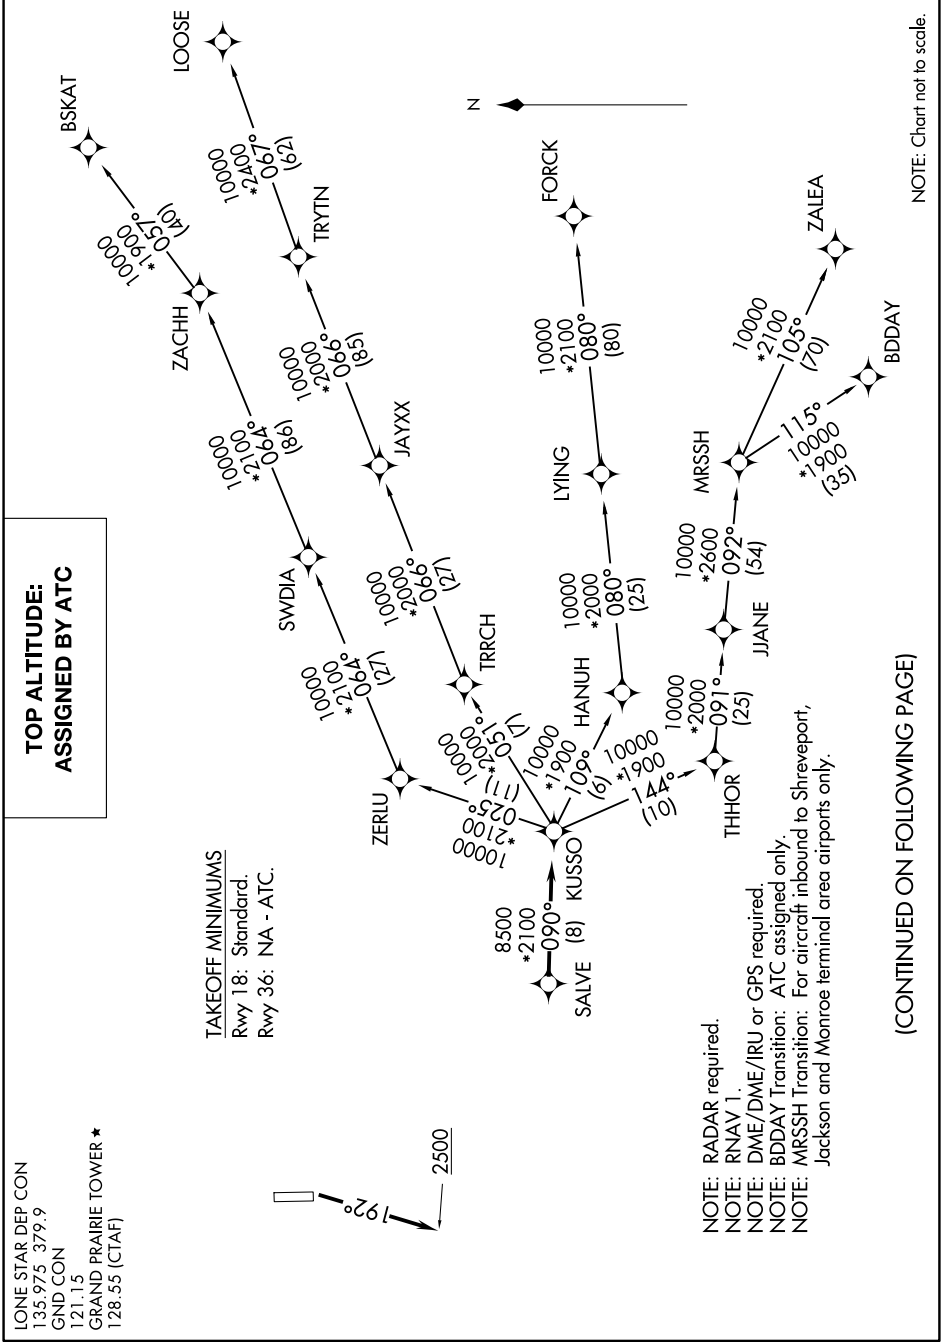 LONE STAR DEP CON
135.975 379.9
GND CON
121.15
GRAND PRAIRIE TOWER ★
128.55 (CTAF)
TOP ALTITUDE:
ASSIGNED BY ATC
TAKEOFF MINIMUMS
Rwy 18: Standard.
Rwy 36: NA - ATC.
192°
2500
SALVE
8500
*2100
090°
(8)
KUSSO
10000
*2100
025°
(11)
ZERLU
10000
*2100
064°
(27)
SWDIA
10000
*2100
064°
(86)
ZACHH
10000
*1900
057°
(40)
BSKAT
10000
*2000
051°
(7)
TRRCH
10000
*2000
066°
(27)
JAYXX
10000
*2000
066°
(85)
TRYTN
10000
*2400
067°
(62)
LOOSE
10000
*1900
109°
(6)
HANUH
10000
*2000
080°
(25)
LYING
10000
*2100
080°
(80)
FORCK
10000
*1900
144°
(10)
THHOR
10000
*2000
091°
(25)
JJANE
10000
*2600
092°
(54)
MRSSH
10000
*2100
105°
(70)
ZALEA
115°
10000
*1900
(35)
BDDAY
N
NOTE: RADAR required.
NOTE: RNAV 1.
NOTE: DME/DME/IRU or GPS required.
NOTE: BDDAY Transition: ATC assigned only.
NOTE: MRSSH Transition: For aircraft inbound to Shreveport,
Jackson and Monroe terminal area airports only.
(CONTINUED ON FOLLOWING PAGE)
NOTE: Chart not to scale.